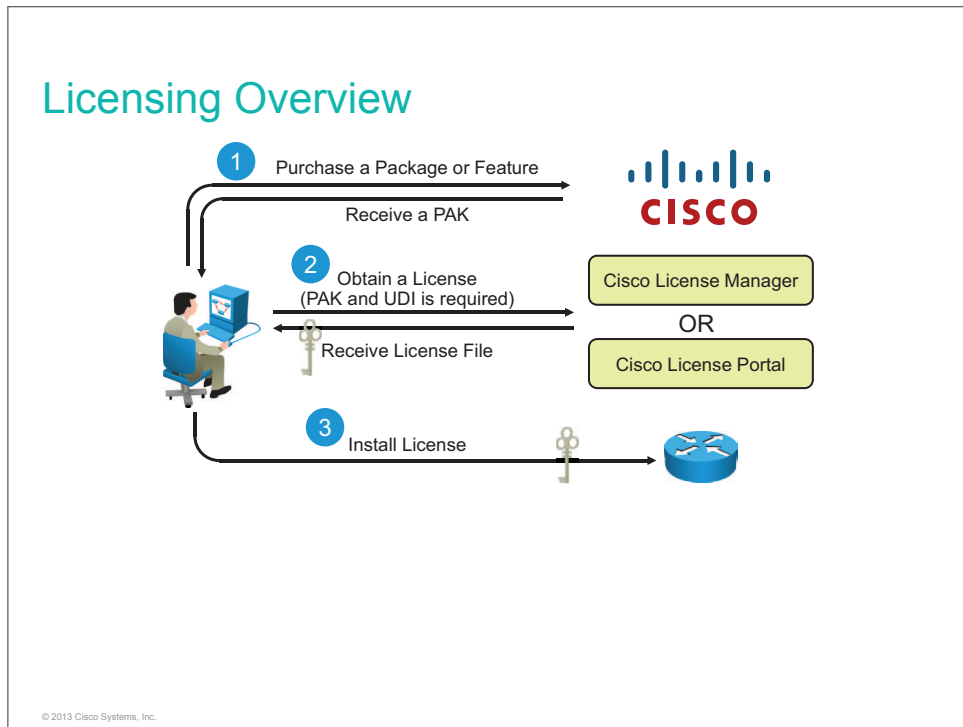 Licensing Overview
1
Purchase a Package or Feature
Receive a PAK
CISCO
2
Obtain a License
(PAK and UDI is required)
Receive License File
Cisco License Manager
OR
Cisco License Portal
3
Install License
© 2013 Cisco Systems, Inc.